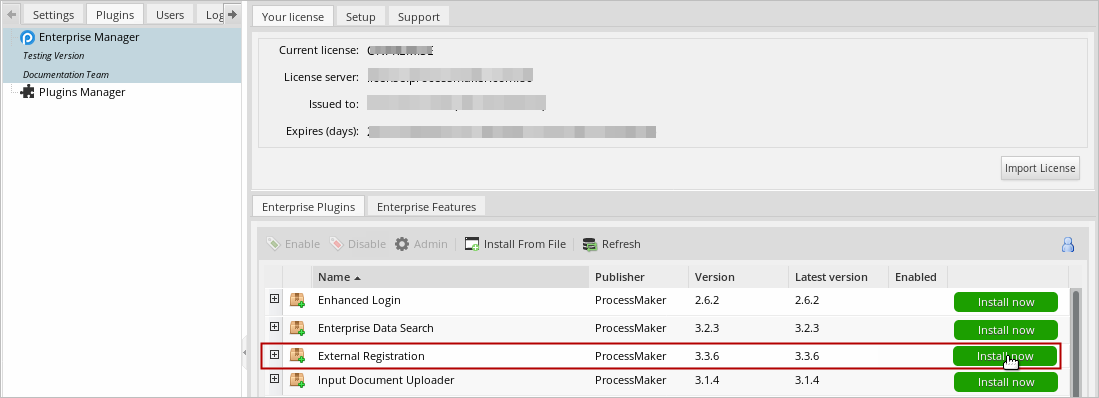 Settings Plugins Users Log
Enterprise Manager
Testing Version
Documentation Team
Plugins Manager
Your license Setup Support
Current license:
License server:
Issued to:
Expires (days):
Import License
Enterprise Plugins Enterprise Features
Enable Disable Admin Install From File Refresh
Name Publisher Version Latest version Enabled
Enhanced Login ProcessMaker 2.6.2 2.6.2 Install now
Enterprise Data Search ProcessMaker 3.2.3 3.2.3 Install now
External Registration ProcessMaker 3.3.6 3.3.6 Install now
Input Document Uploader ProcessMaker 3.1.4 3.1.4 Install now